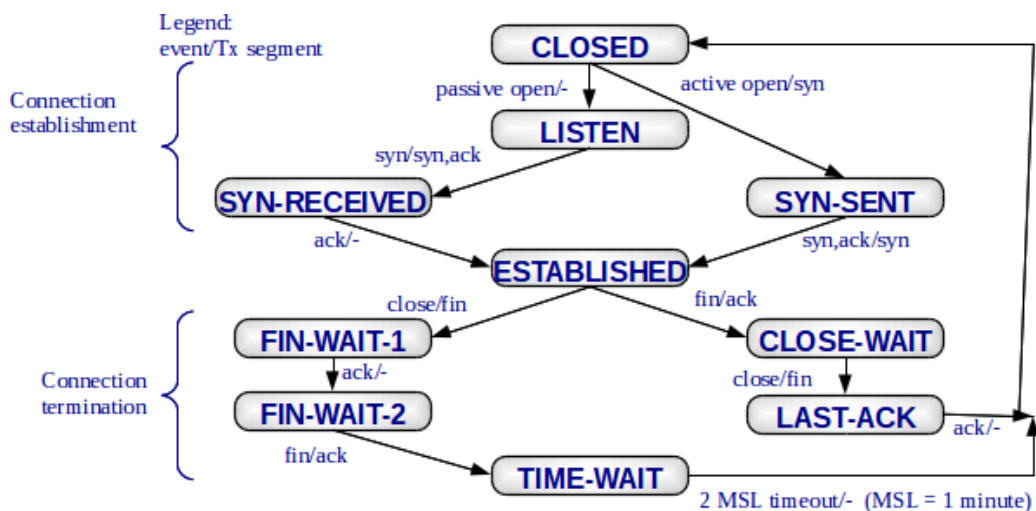 Legend:
event/Tx segment
CLOSED
Connection
establishment
passive open/-
active open/syn
LISTEN
syn/syn,ack
SYN-RECEIVED
SYN-SENT
ack/-
syn,ack/syn
ESTABLISHED
close/fin
fin/ack
FIN-WAIT-1
CLOSE-WAIT
Connection
termination
ack/-
close/fin
FIN-WAIT-2
LAST-ACK
ack/-
fin/ack
TIME-WAIT
2 MSL timeout/- (MSL = 1 minute)